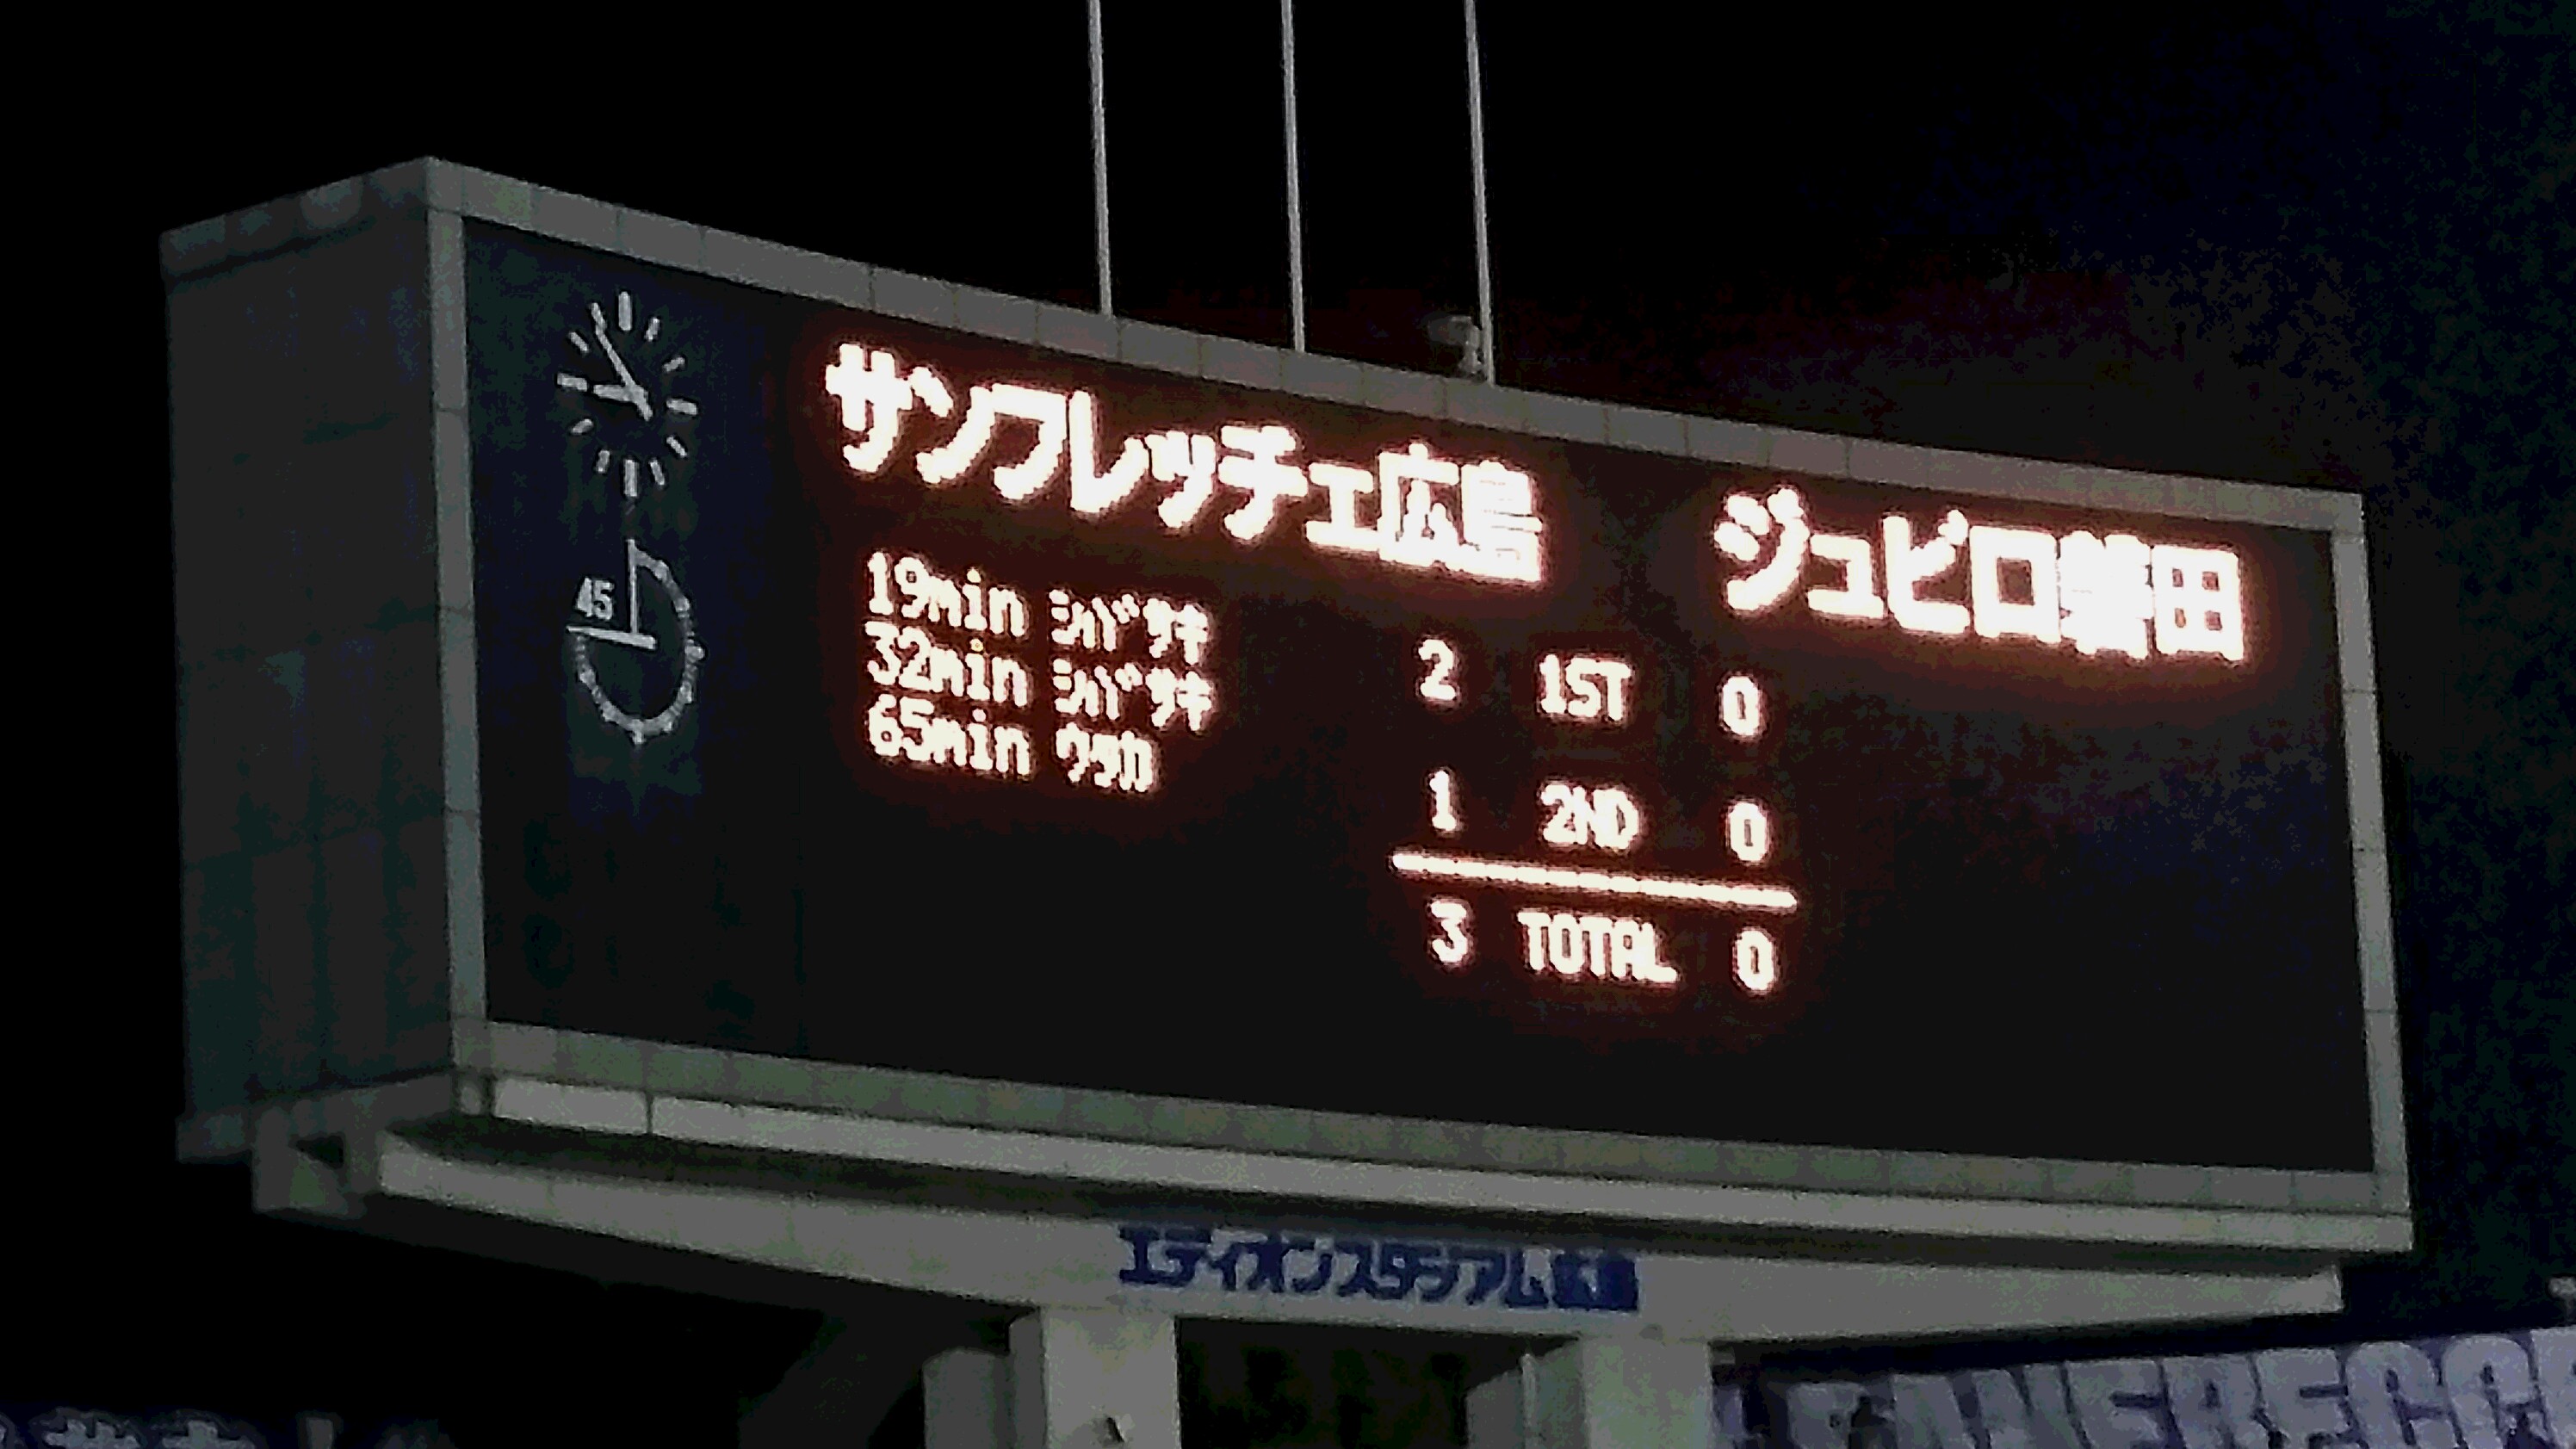 サンフレッチェ広島 ジュビロ磐田
19min シバサキ
32min シバサキ
65min ウタカ
2 1ST 0
1 2ND 0
3 TOTAL 0
45
エディオンスタジアム広島